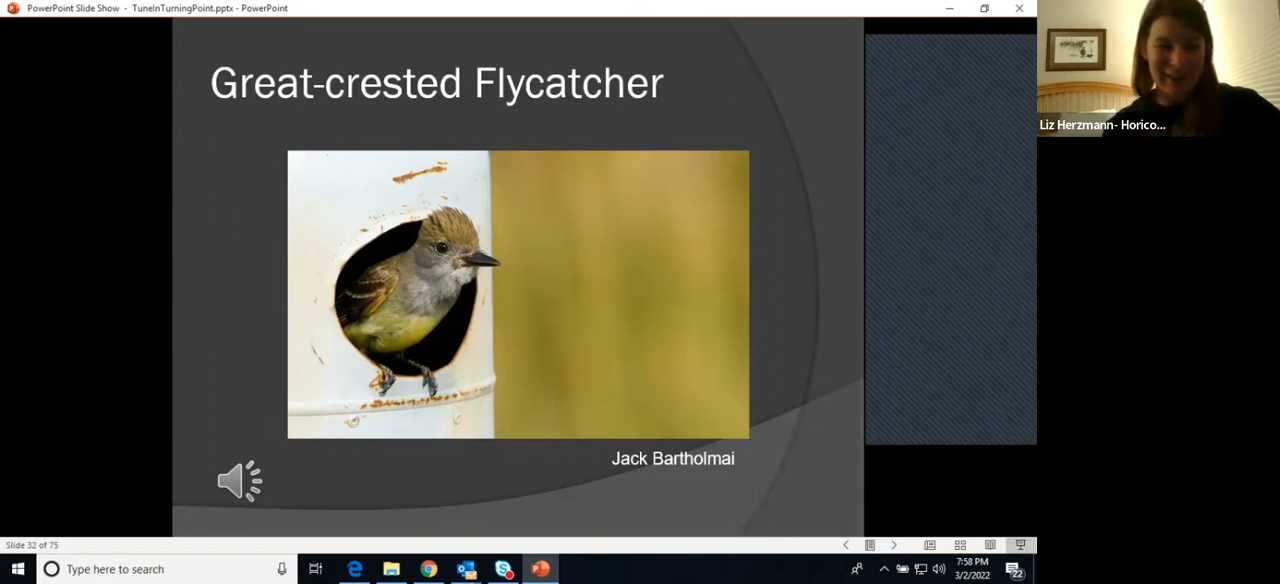 PowerPoint Slide Show - TuneInTurningPoint.pptx - PowerPoint
Great-crested Flycatcher
Liz Herzmann- Horico...
Jack Bartholmai
Slide 32 of 75
Type here to search
7:58 PM
3/2/2022
22